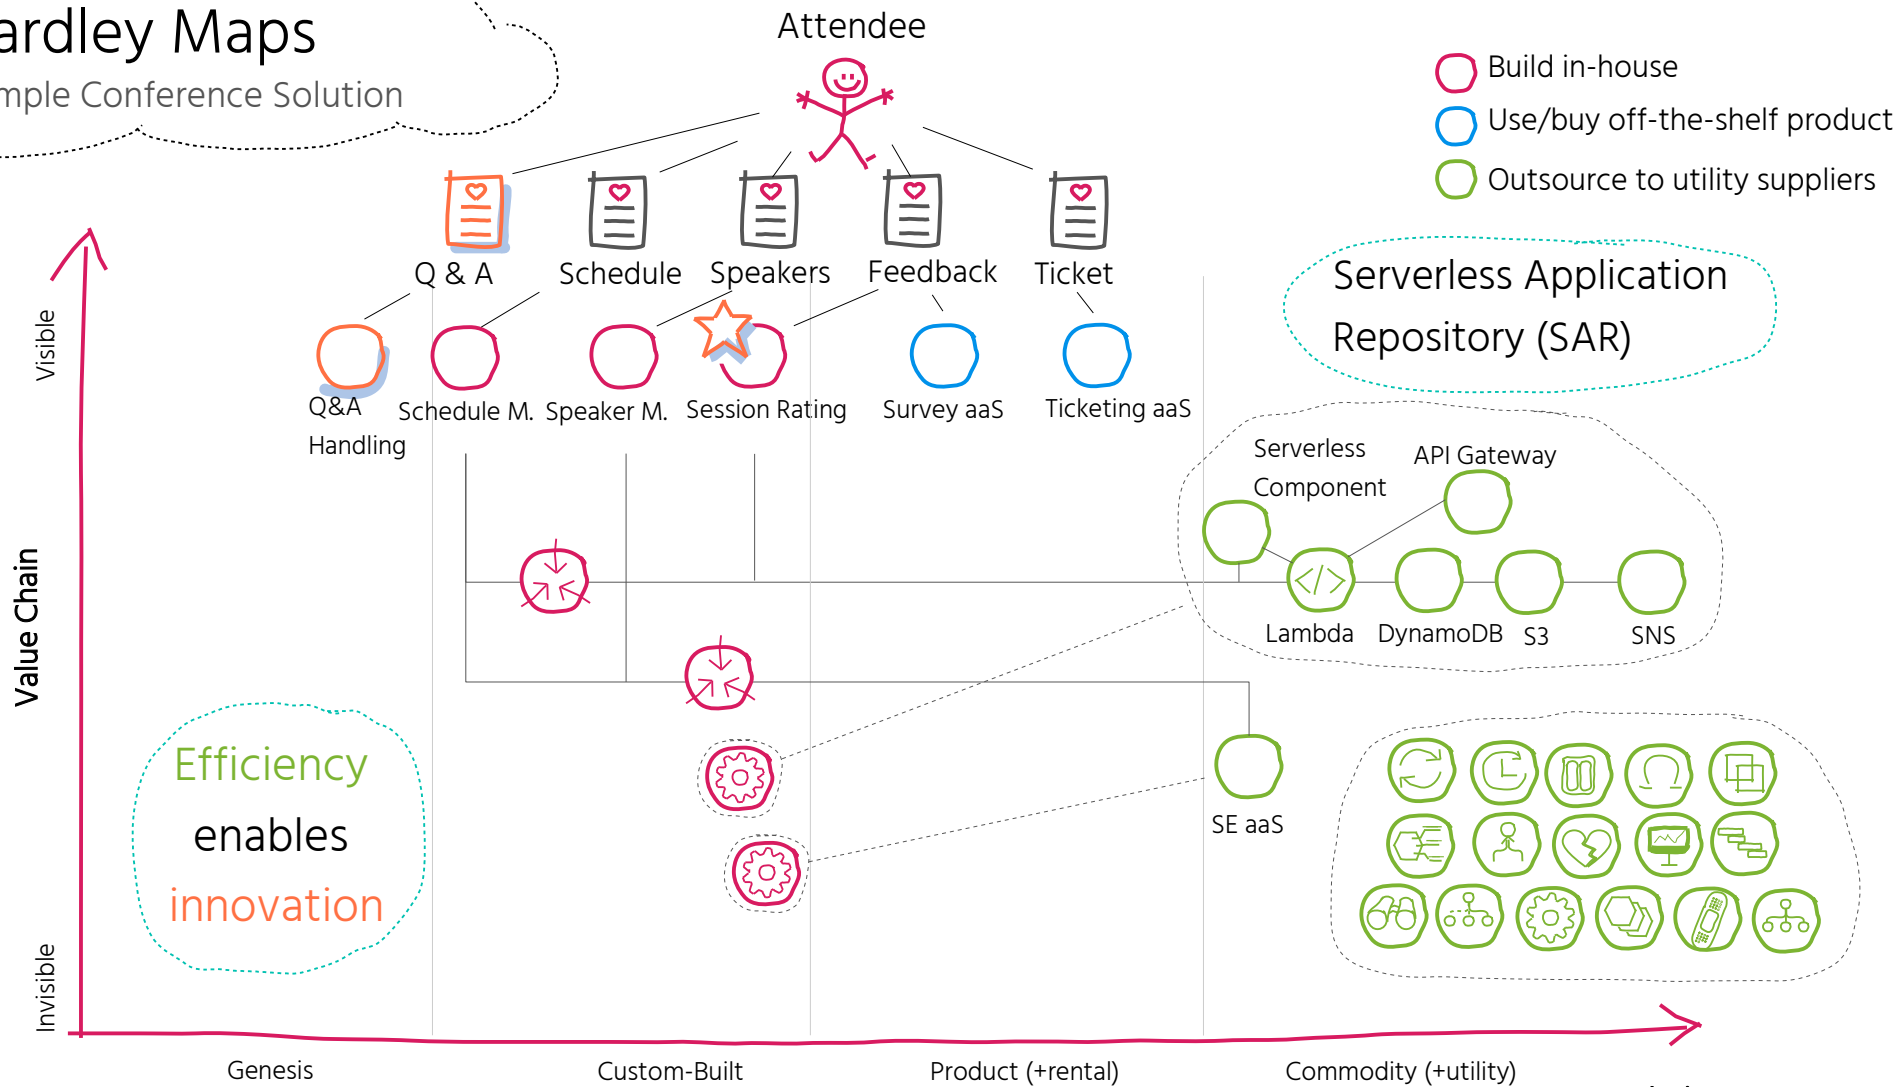 ardley Maps
mple Conference Solution
Attendee
Build in-house
Use/buy off-the-shelf product
Outsource to utility suppliers
Q & A
Schedule
Speakers
Feedback
Ticket
Serverless Application
Repository (SAR)
Visible
Q&A
Handling
Schedule M.
Speaker M.
Session Rating
Survey aaS
Ticketing aaS
Serverless
Component
API Gateway
</>
Lambda
DynamoDB
S3
SNS
Value Chain
SE aaS
Efficiency
enables
innovation
Invisible
Genesis
Custom-Built
Product (+rental)
Commodity (+utility)